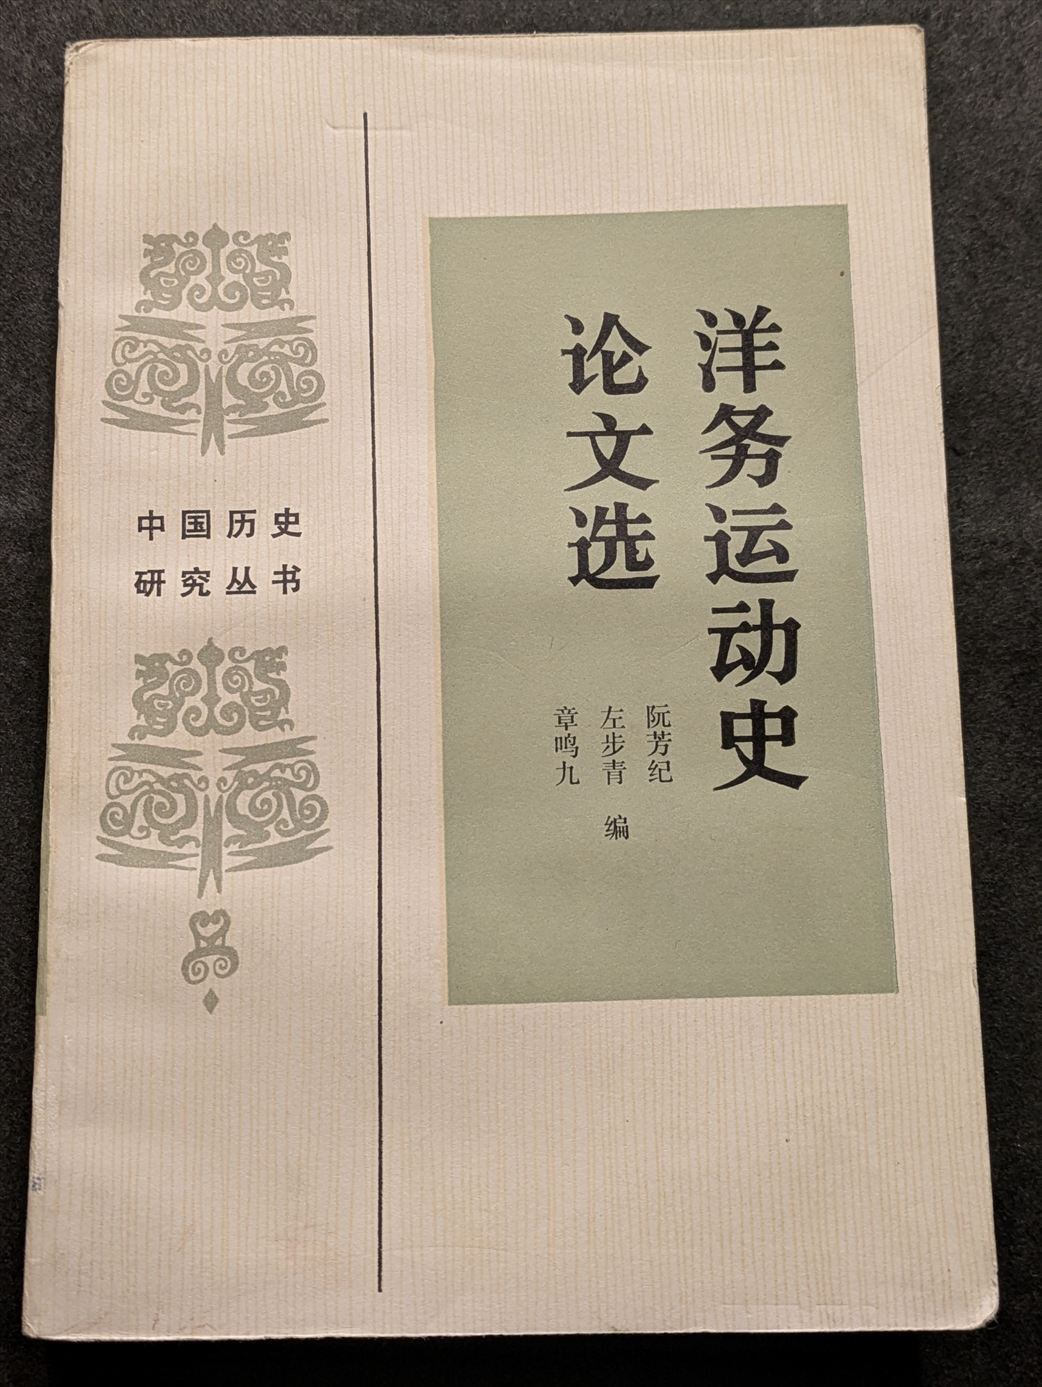 洋务运动史
论文选
阮芳纪
左步青
章鸣九
编
中国历史
研究丛书